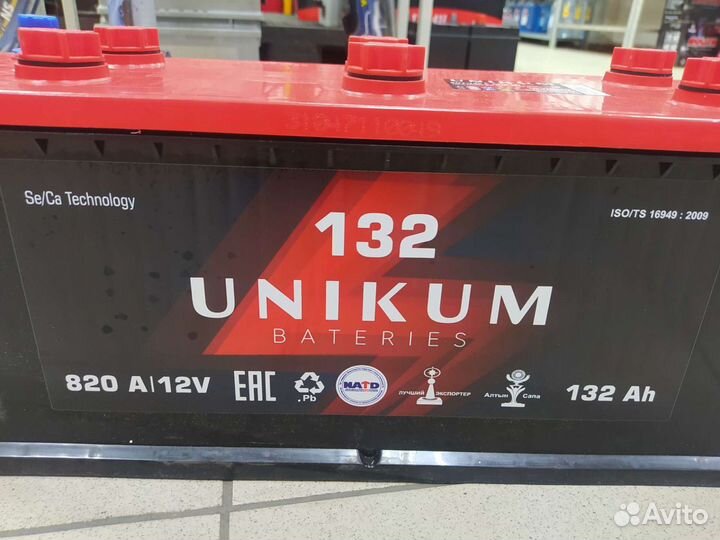 Se/Ca Technology
ISO/TS 16949 : 2009
132
UNIKUM
BATERIES
820 A|12V
EAC
.Pb
NATD
ЛУЧШИЙ ЭКСПОРТЕР
Алтын Сапа
132 Ah
Avito